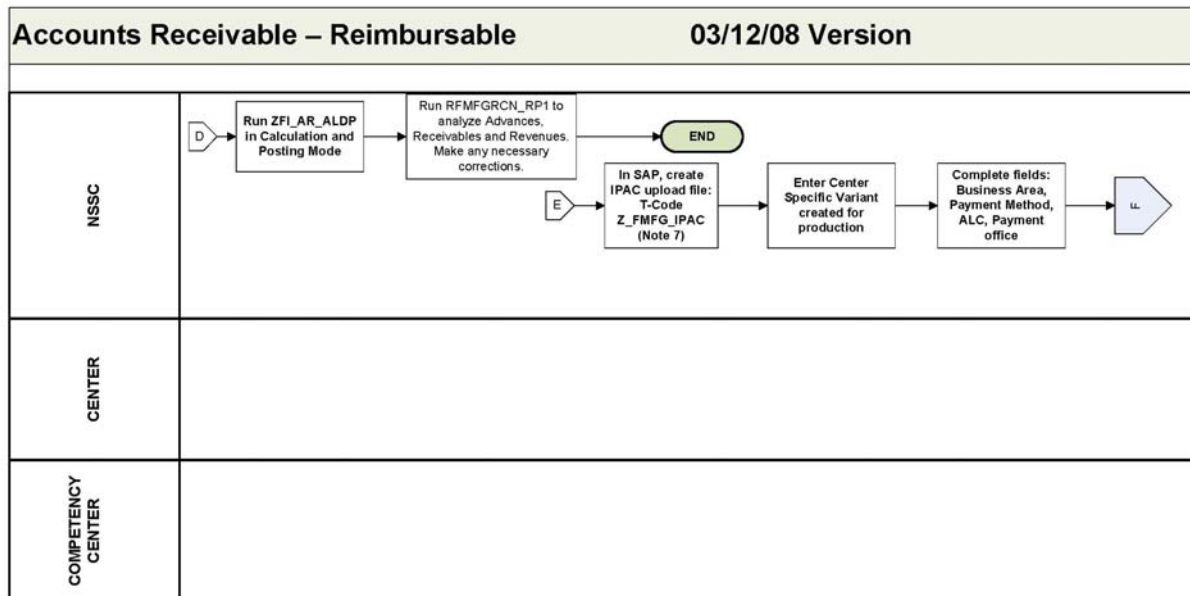 Accounts Receivable – Reimbursable 03/12/08 Version
NSSC
D
Run ZFI_AR_ALDP
in Calculation and
Posting Mode
Run RFMFGRCN_RP1 to
analyze Advances,
Receivables and Revenues.
Make any necessary
corrections.
END
E
In SAP, create
IPAC upload file:
T-Code
Z_FMFG_IPAC
(Note 7)
Enter Center
Specific Variant
created for
production
Complete fields:
Business Area,
Payment Method,
ALC, Payment
office
F
CENTER
COMPETENCY
CENTER